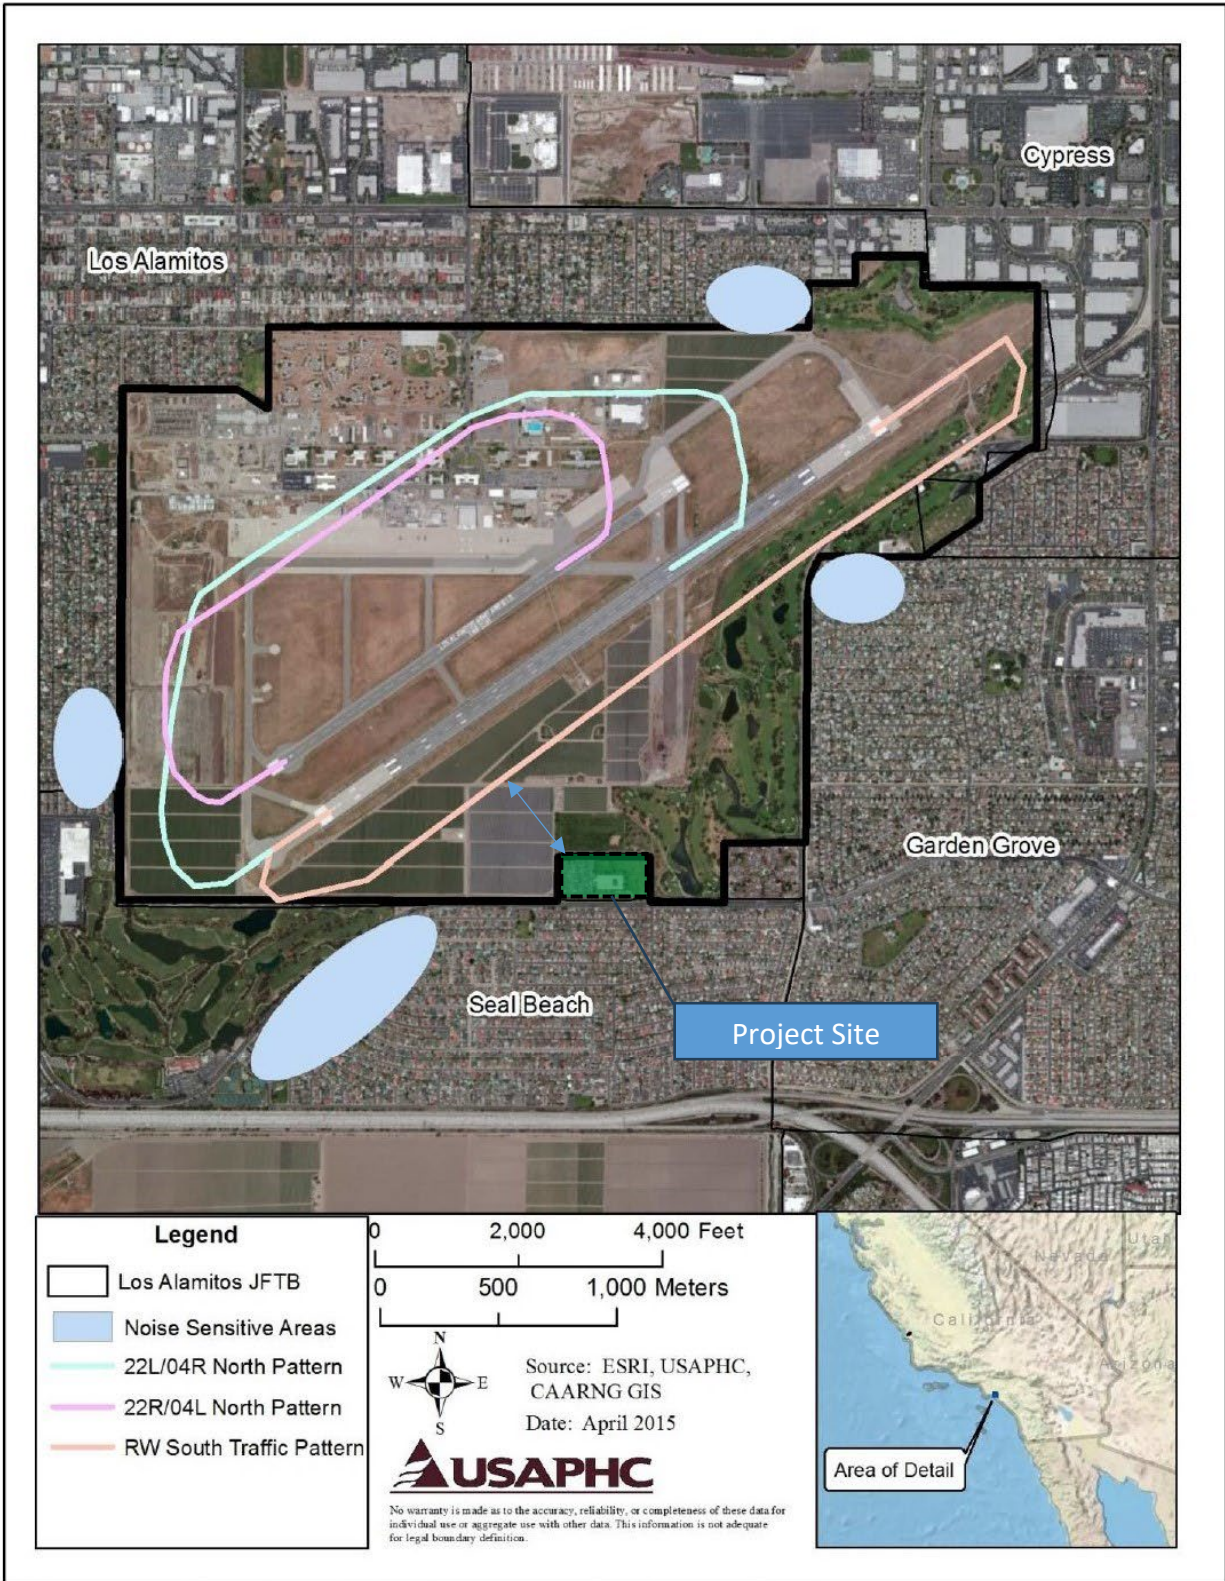 Cypress
Los Alamitos
Garden Grove
Seal Beach
Project Site
Legend
Los Alamitos JFTB
Noise Sensitive Areas
22L/04R North Pattern
22R/04L North Pattern
RW South Traffic Pattern
0 2,000 4,000 Feet
0 500 1,000 Meters
N
W E
S
Source: ESRI, USAPHC,
CAARNG GIS
Date: April 2015
USAPHC
No warranty is made as to the accuracy, reliability, or completeness of these data for
individual use or aggregate use with other data. This information is not adequate
for legal boundary definition.
Utah
Nevada
California
Arizona
Area of Detail